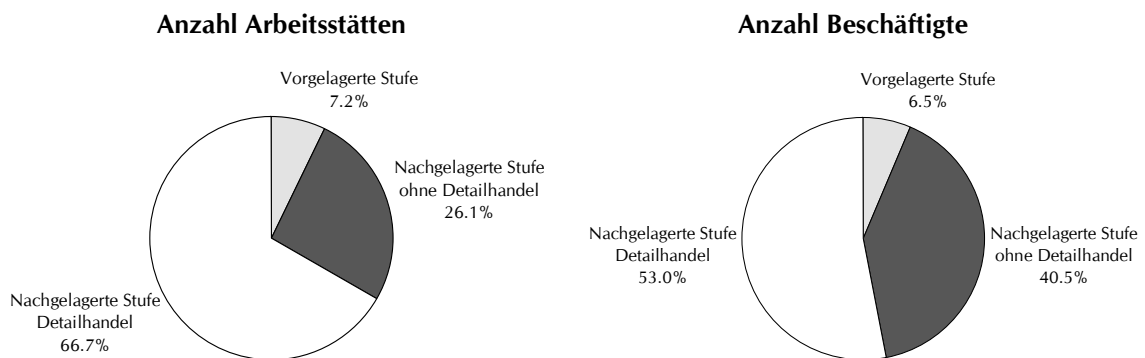 Anzahl Arbeitsstätten
Vorgelagerte Stufe
7.2%
Nachgelagerte Stufe
ohne Detailhandel
26.1%
Nachgelagerte Stufe
Detailhandel
66.7%
Anzahl Beschäftigte
Vorgelagerte Stufe
6.5%
Nachgelagerte Stufe
Detailhandel
53.0%
Nachgelagerte Stufe
ohne Detailhandel
40.5%